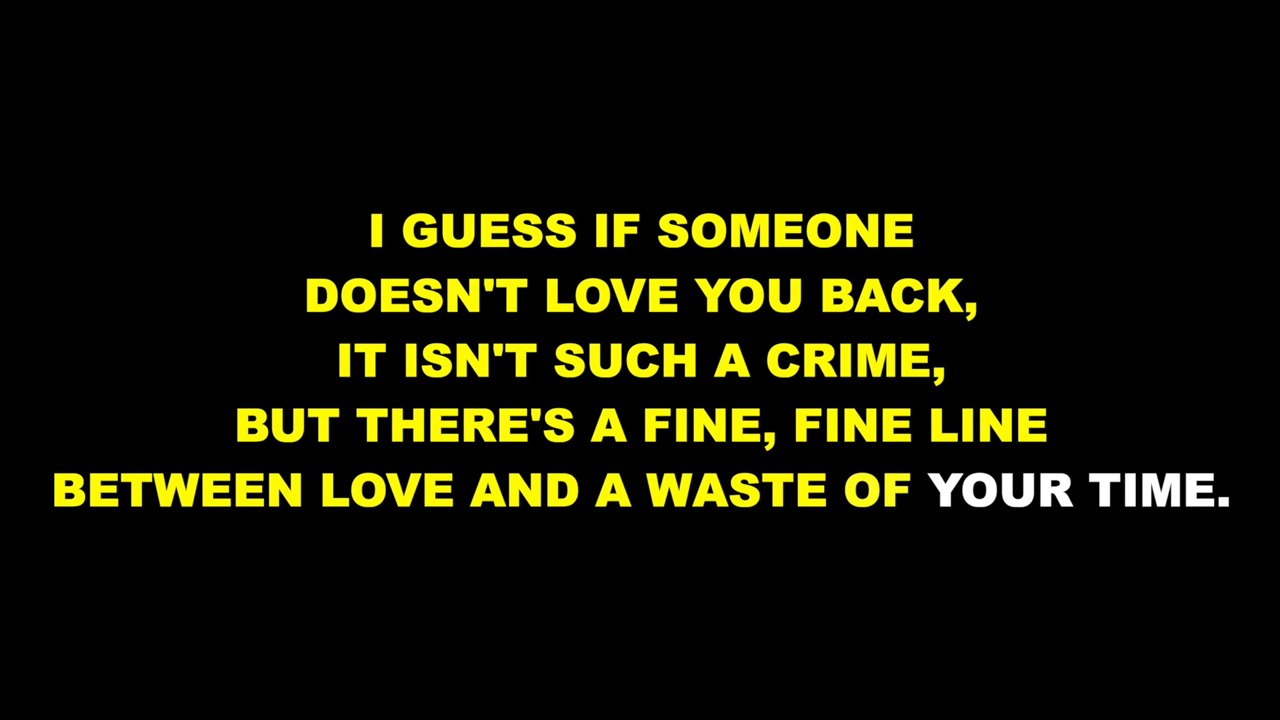 I GUESS IF SOMEONE
DOESN'T LOVE YOU BACK,
IT ISN'T SUCH A CRIME,
BUT THERE'S A FINE, FINE LINE
BETWEEN LOVE AND A WASTE OF YOUR TIME.